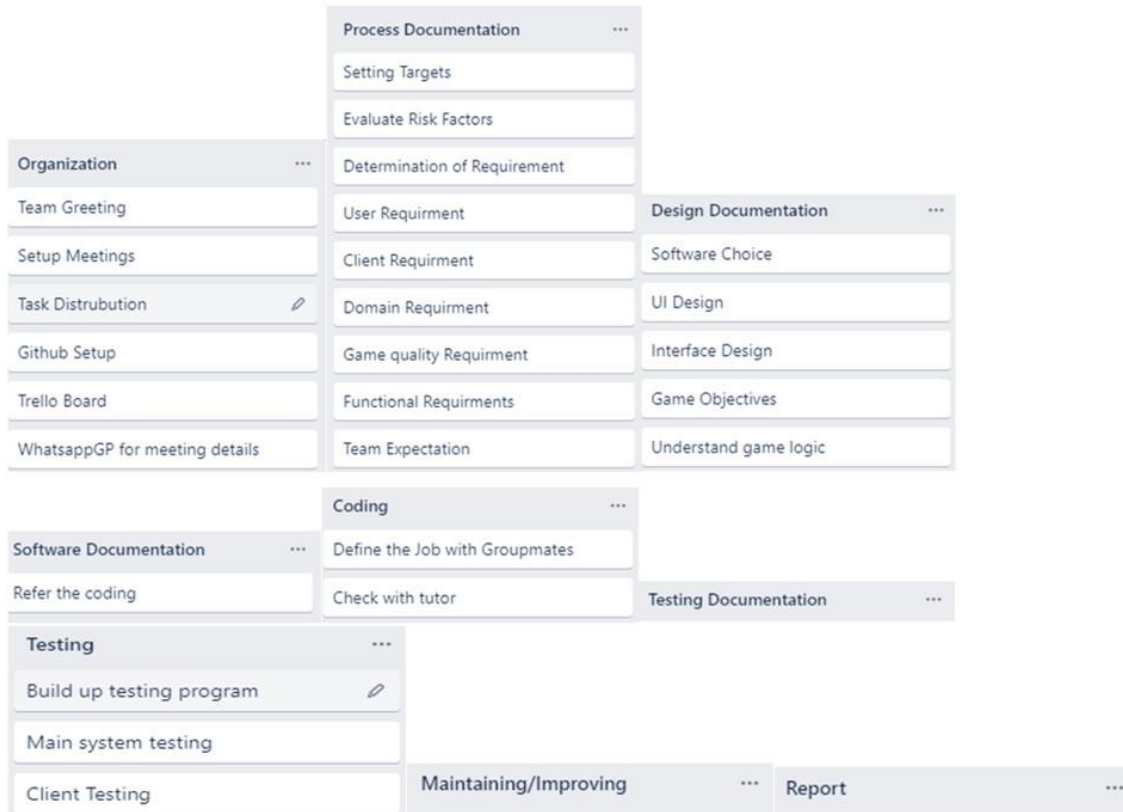 Organization
Team Greeting
Setup Meetings
Task Distrubution
Github Setup
Trello Board
WhatsappGP for meeting details
Process Documentation
Setting Targets
Evaluate Risk Factors
Determination of Requirement
User Requirment
Client Requirment
Domain Requirment
Game quality Requirment
Functional Requirments
Team Expectation
Design Documentation
Software Choice
UI Design
Interface Design
Game Objectives
Understand game logic
Software Documentation
Refer the coding
Coding
Define the Job with Groupmates
Check with tutor
Testing Documentation
Testing
Build up testing program
Main system testing
Client Testing
Maintaining/Improving
Report